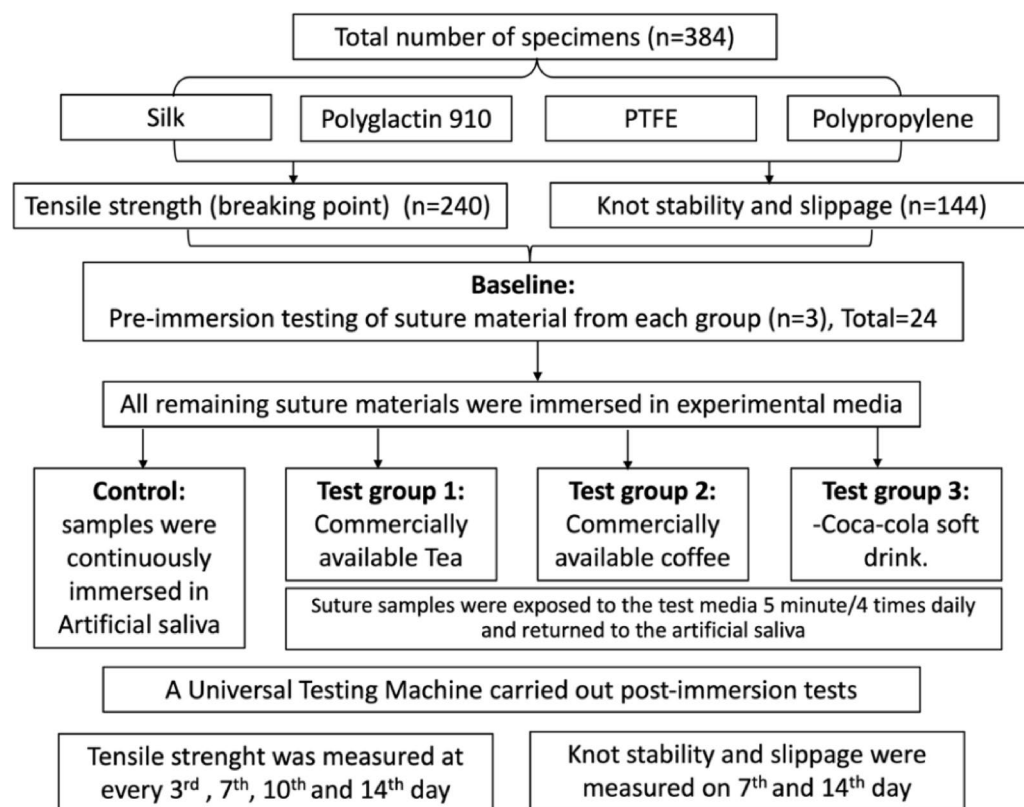 Total number of specimens (n=384)
Silk
Polyglactin 910
PTFE
Polypropylene
Tensile strength (breaking point) (n=240)
Knot stability and slippage (n=144)
Baseline:
Pre-immersion testing of suture material from each group (n=3), Total=24
All remaining suture materials were immersed in experimental media
Control:
samples were
continuously
immersed in
Artificial saliva
Test group 1:
Commercially
available Tea
Test group 2:
Commercially
available coffee
Test group 3:
-Coca-cola soft
drink.
Suture samples were exposed to the test media 5 minute/4 times daily
and returned to the artificial saliva
A Universal Testing Machine carried out post-immersion tests
Tensile strenght was measured at
every 3rd , 7th, 10th and 14th day
Knot stability and slippage were
measured on 7th and 14th day